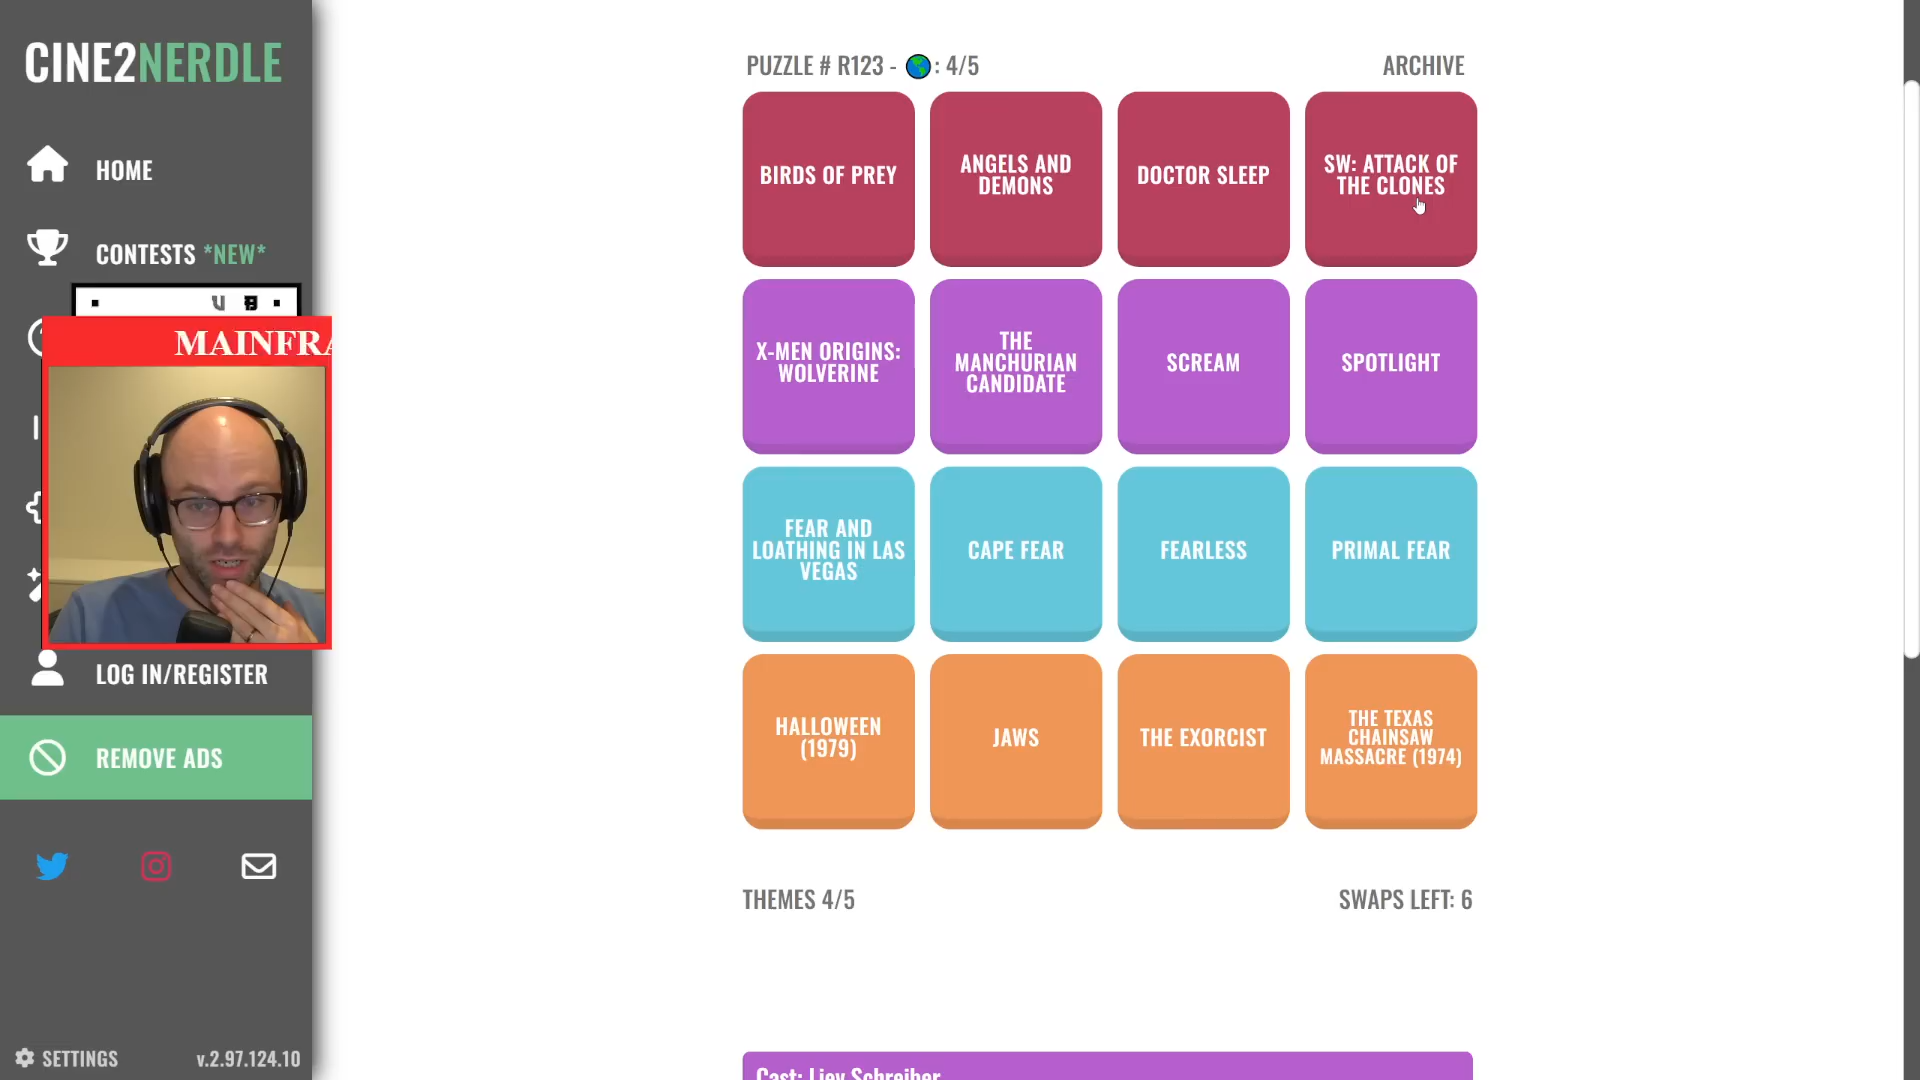 CINE2NERDLE
PUZZLE # R123 - : 4/5
ARCHIVE
HOME
CONTESTS *NEW*
MAINFRA
LOG IN/REGISTER
REMOVE ADS
SETTINGS
v.2.97.124.10
BIRDS OF PREY
ANGELS AND
DEMONS
DOCTOR SLEEP
SW: ATTACK OF
THE CLONES
X-MEN ORIGINS:
WOLVERINE
THE
MANCHURIAN
CANDIDATE
SCREAM
SPOTLIGHT
FEAR AND
LOATHING IN LAS
VEGAS
CAPE FEAR
FEARLESS
PRIMAL FEAR
HALLOWEEN
(1979)
JAWS
THE EXORCIST
THE TEXAS
CHAINSAW
MASSACRE (1974)
THEMES 4/5
SWAPS LEFT: 6
Cast: Liev Schreiber